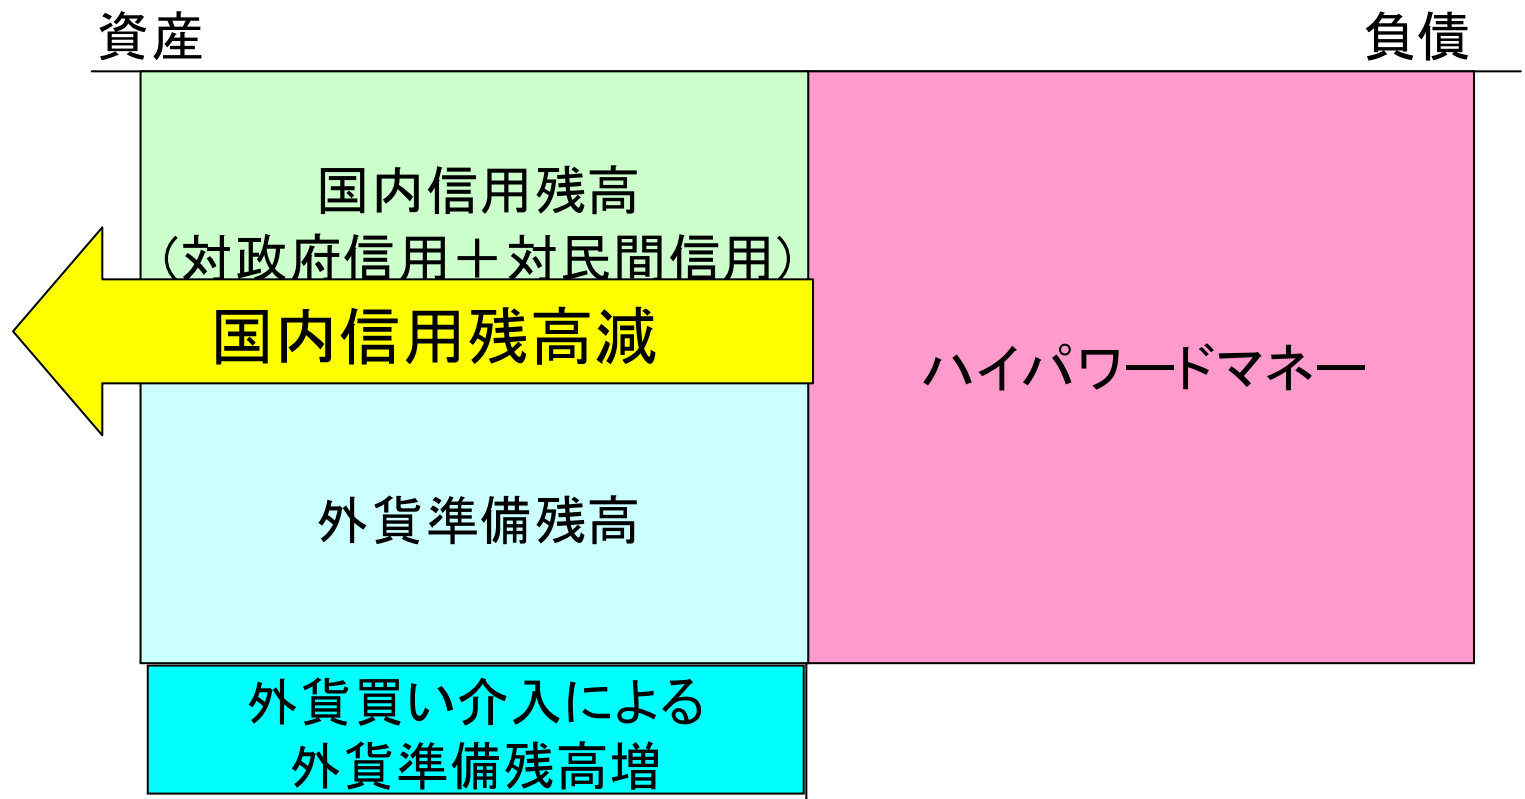 資産
負債
国内信用残高
(対政府信用＋対民間信用)
国内信用残高減
ハイパワードマネー
外貨準備残高
外貨買い介入による
外貨準備残高増